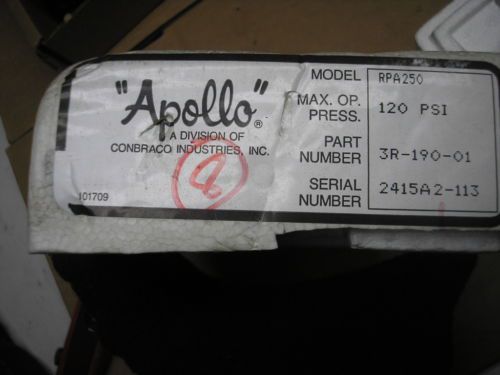 "Apollo"®
A DIVISION OF
CONBRACO INDUSTRIES, INC.
101709
MODEL RPA250
MAX. OP. PRESS. 120 PSI
PART NUMBER 3R-190-01
SERIAL NUMBER 2415A2-113